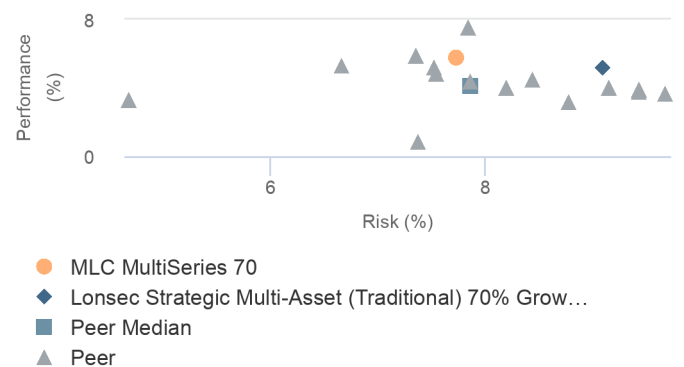 8
Performance
(%)
0
6
8
Risk (%)
MLC MultiSeries 70
Lonsec Strategic Multi-Asset (Traditional) 70% Grow…
Peer Median
Peer